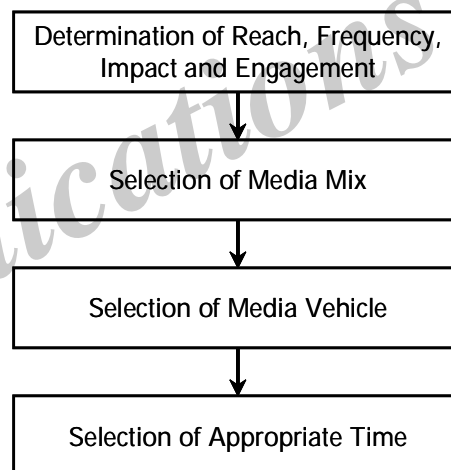 Determination of Reach, Frequency,
Impact and Engagement
Selection of Media Mix
Selection of Media Vehicle
Selection of Appropriate Time